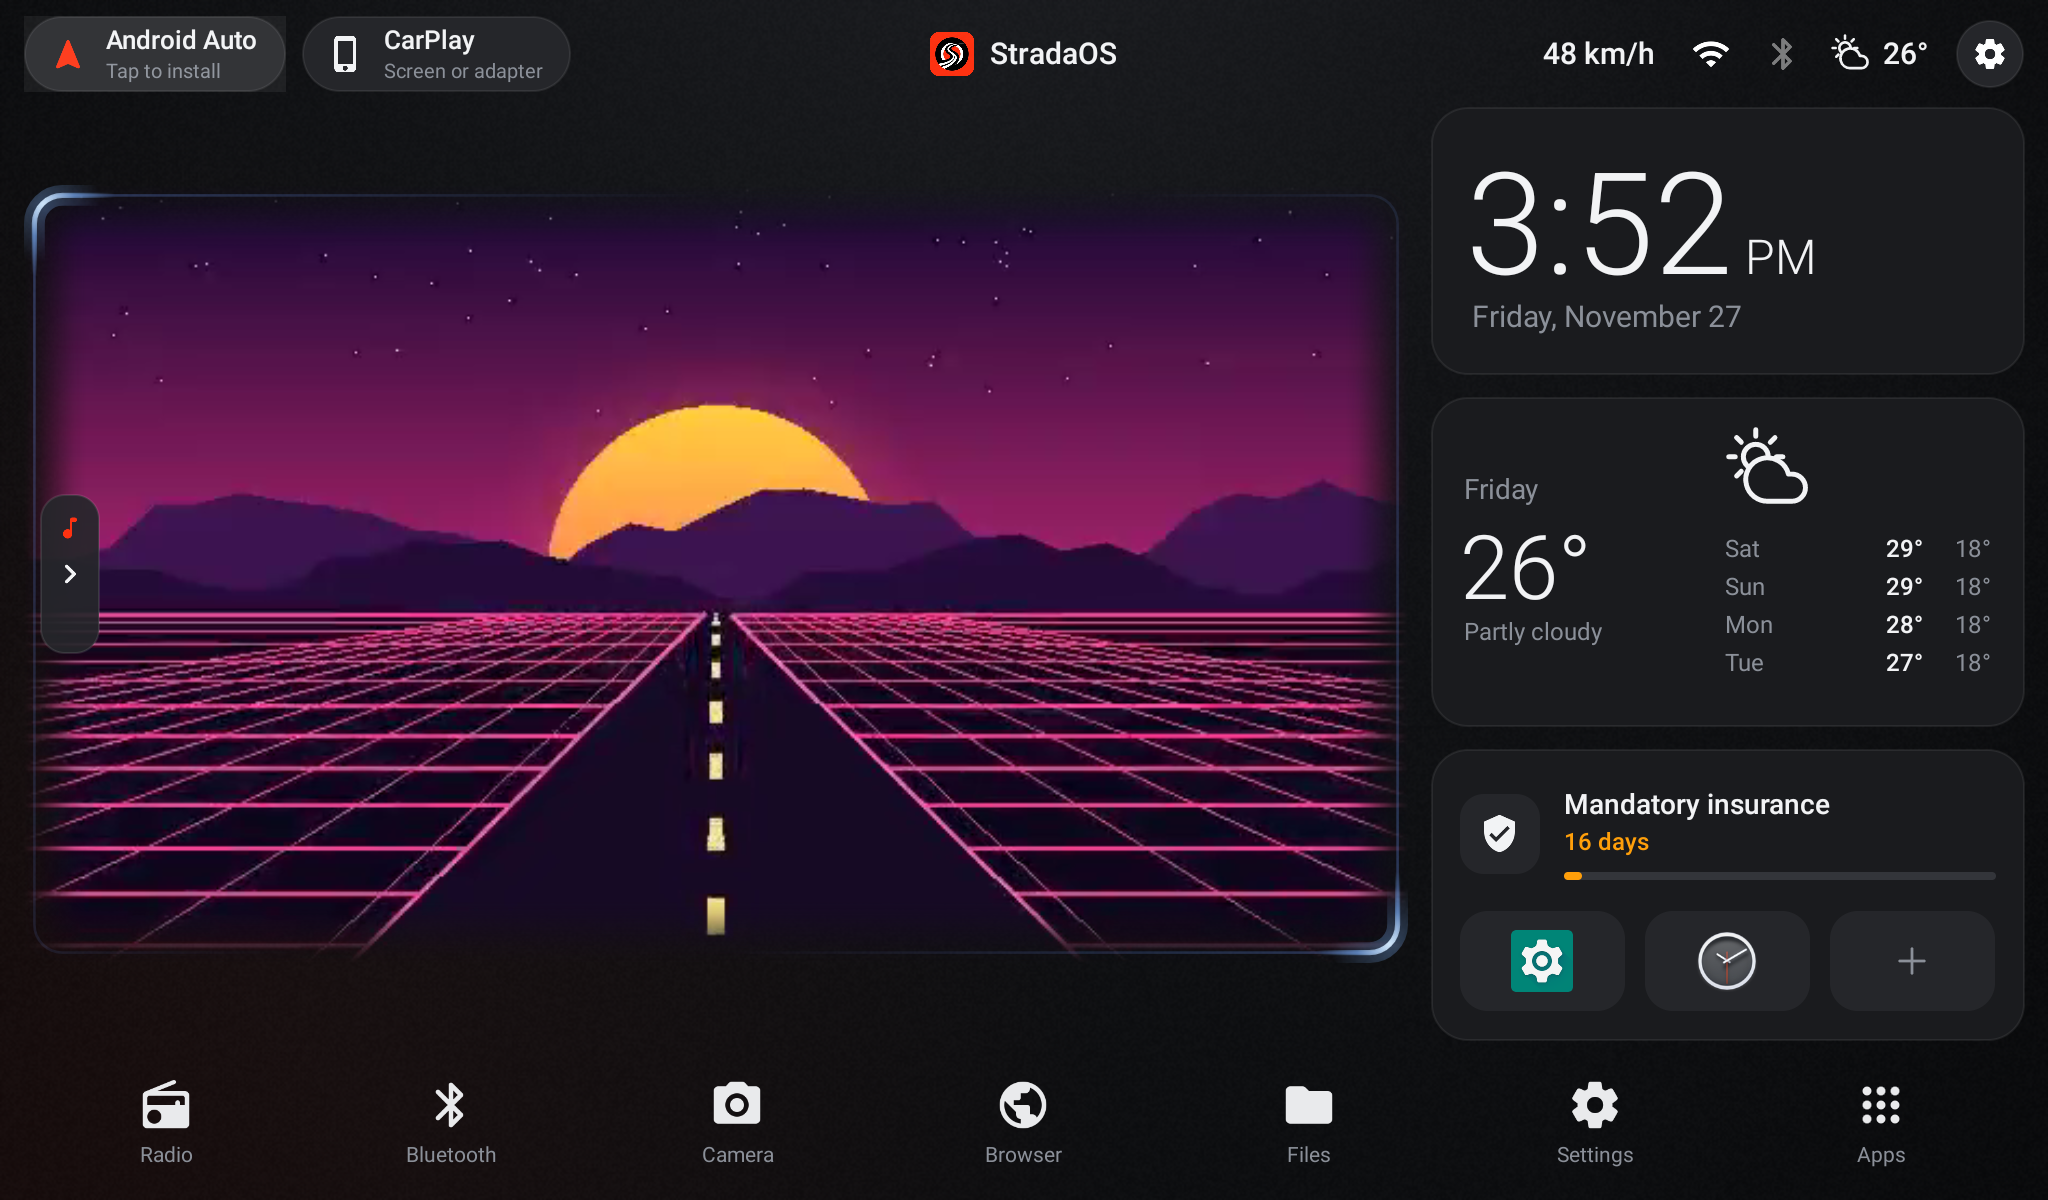 Android Auto
Tap to install
CarPlay
Screen or adapter
StradaOS
48 km/h
26°
3:52 PM
Friday, November 27
Friday
26°
Partly cloudy
Sat 29° 18°
Sun 29° 18°
Mon 28° 18°
Tue 27° 18°
Mandatory insurance
16 days
Radio
Bluetooth
Camera
Browser
Files
Settings
Apps